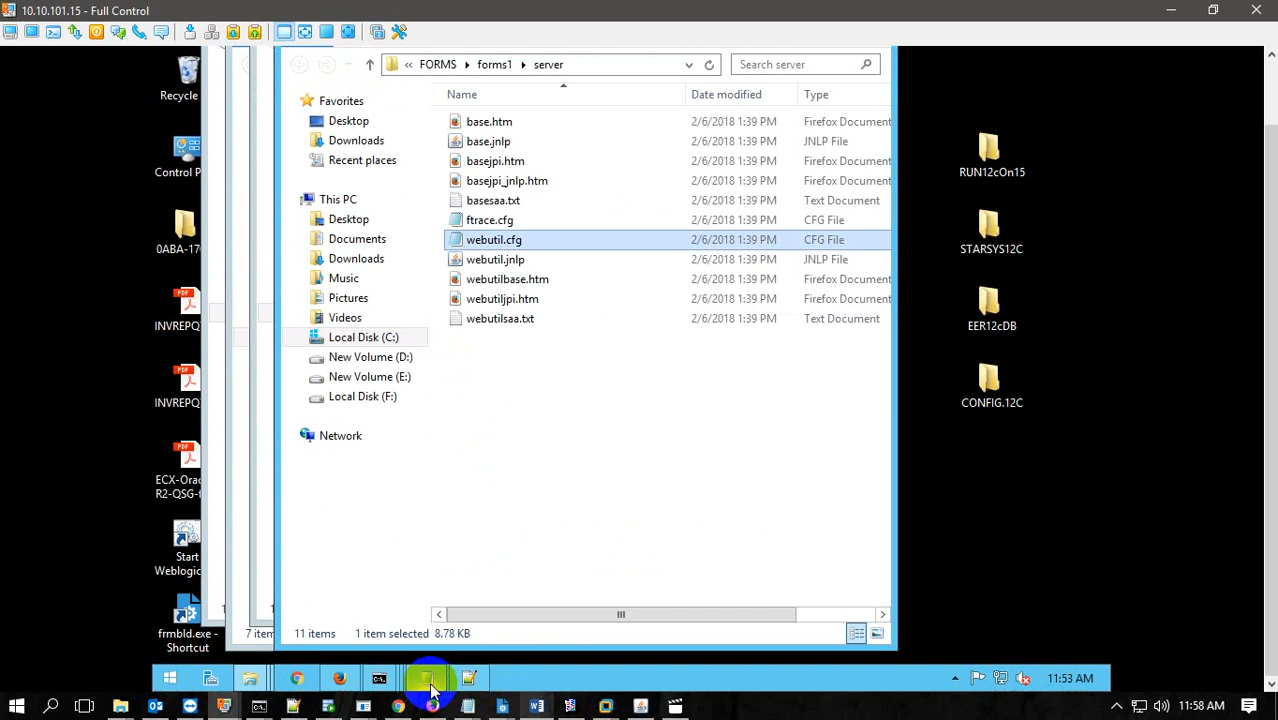 10.10.101.15 - Full Control
« FORMS forms1 server
Search server
Name Date modified Type
base.htm 2/6/2018 1:39 PM Firefox Document
base.jnlp 2/6/2018 1:39 PM JNLP File
basejpi.htm 2/6/2018 1:39 PM Firefox Document
basejpi_jnlp.htm 2/6/2018 1:39 PM Firefox Document
basesaa.txt 2/6/2018 1:39 PM Text Document
ftrace.cfg 2/6/2018 1:39 PM CFG File
webutil.cfg 2/6/2018 1:39 PM CFG File
webutil.jnlp 2/6/2018 1:39 PM JNLP File
webutilbase.htm 2/6/2018 1:39 PM Firefox Document
webutiljpi.htm 2/6/2018 1:39 PM Firefox Document
webutilsaa.txt 2/6/2018 1:39 PM Text Document
Favorites
Desktop
Downloads
Recent places
This PC
Desktop
Documents
Downloads
Music
Pictures
Videos
Local Disk (C:)
New Volume (D:)
New Volume (E:)
Local Disk (F:)
Network
7 item
11 items 1 item selected 8.78 KB
Recycle
Control P
0ABA-17
INVREPQ
INVREPQ
ECX-Orac
R2-QSG-f
Start
Weblogic
frmbld.exe -
Shortcut
RUN12cOn15
STARSYS12C
EER12cDB
CONFIG.12C
11:53 AM
11:58 AM